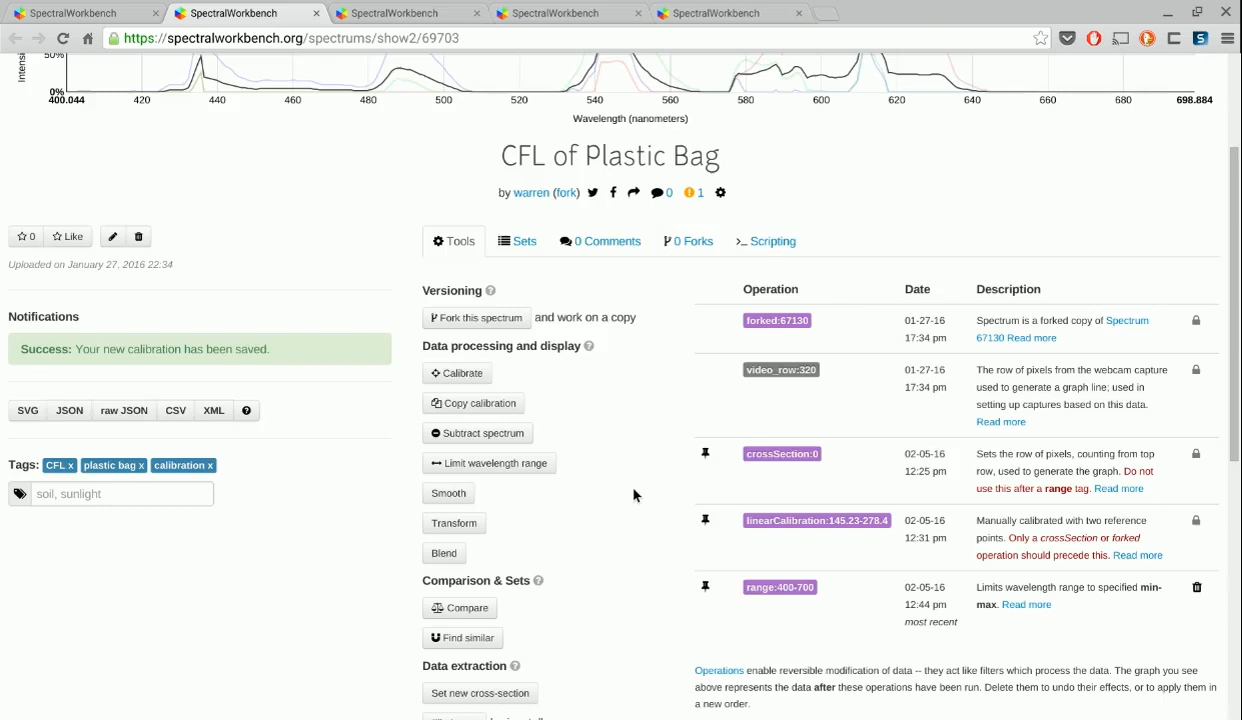 SpectralWorkbench
SpectralWorkbench
SpectralWorkbench
SpectralWorkbench
SpectralWorkbench
https://spectralworkbench.org/spectrums/show2/69703
50%
0%
400.044 420 440 460 480 500 520 540 560 580 600 620 640 660 680 698.884
Wavelength (nanometers)
CFL of Plastic Bag
by warren (fork) 0 1
0 Like
Uploaded on January 27, 2016 22:34
Notifications
Success: Your new calibration has been saved.
SVG JSON raw JSON CSV XML
Tags: CFL x plastic bag x calibration x
soil, sunlight
Tools Sets 0 Comments 0 Forks Scripting
Versioning
Fork this spectrum and work on a copy
Data processing and display
Calibrate
Copy calibration
Subtract spectrum
Limit wavelength range
Smooth
Transform
Blend
Comparison & Sets
Compare
Find similar
Data extraction
Set new cross-section
Operation Date Description
forked:67130 01-27-16 Spectrum is a forked copy of Spectrum
17:34 pm 67130 Read more
video_row:320 01-27-16 The row of pixels from the webcam capture
17:34 pm used to generate a graph line; used in
setting up captures based on this data.
Read more
crossSection:0 02-05-16 Sets the row of pixels, counting from top
12:25 pm row, used to generate the graph. Do not
use this after a range tag. Read more
linearCalibration:145.23-278.4 02-05-16 Manually calibrated with two reference
12:31 pm points. Only a crossSection or forked
operation should precede this. Read more
range:400-700 02-05-16 Limits wavelength range to specified min-
12:44 pm max. Read more
most recent
Operations enable reversible modification of data -- they act like filters which process the data. The graph you see
above represents the data after these operations have been run. Delete them to undo their effects, or to apply them in
a new order.